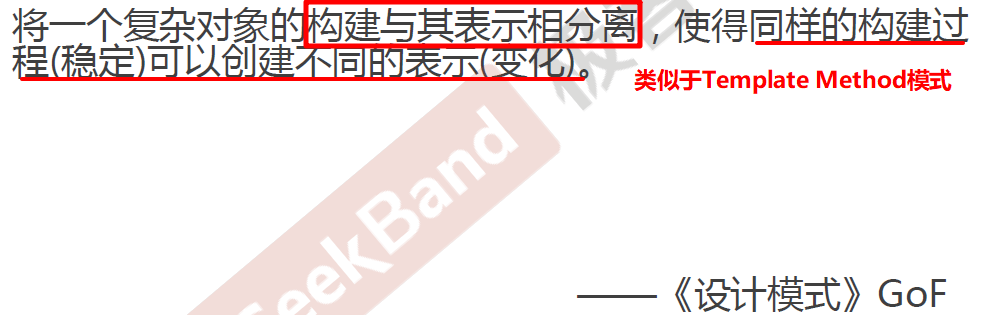 将一个复杂对象的构建与其表示相分离，使得同样的构建过
程(稳定)可以创建不同的表示(变化)。
类似于Template Method模式
SeekBand
——《设计模式》GoF